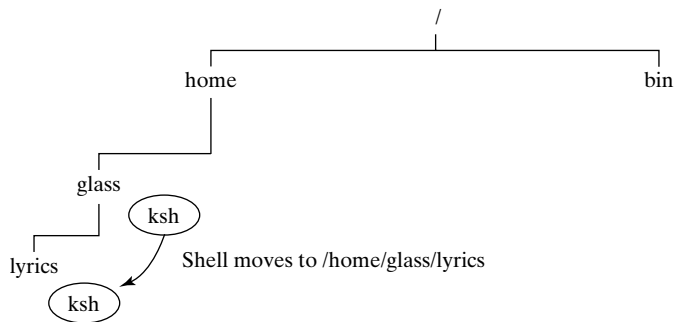 /
home
bin
glass
ksh
Shell moves to /home/glass/lyrics
lyrics
ksh